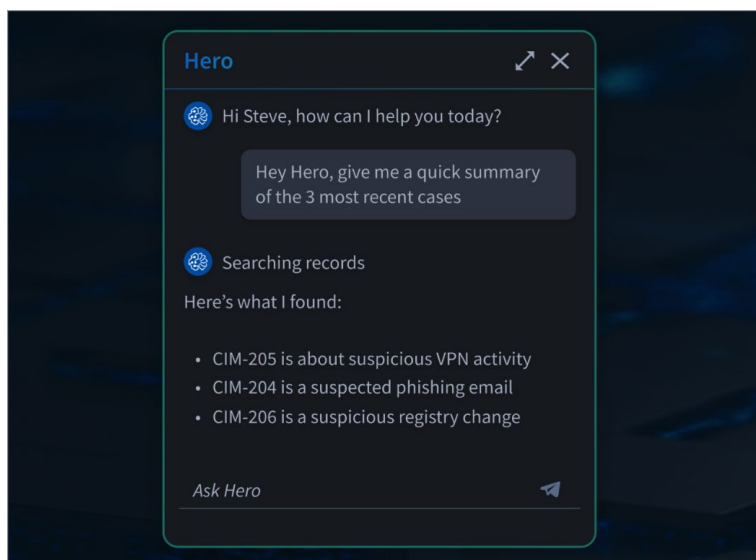 Hero
Hi Steve, how can I help you today?
Hey Hero, give me a quick summary
of the 3 most recent cases
Searching records
Here’s what I found:
• CIM-205 is about suspicious VPN activity
• CIM-204 is a suspected phishing email
• CIM-206 is a suspicious registry change
Ask Hero